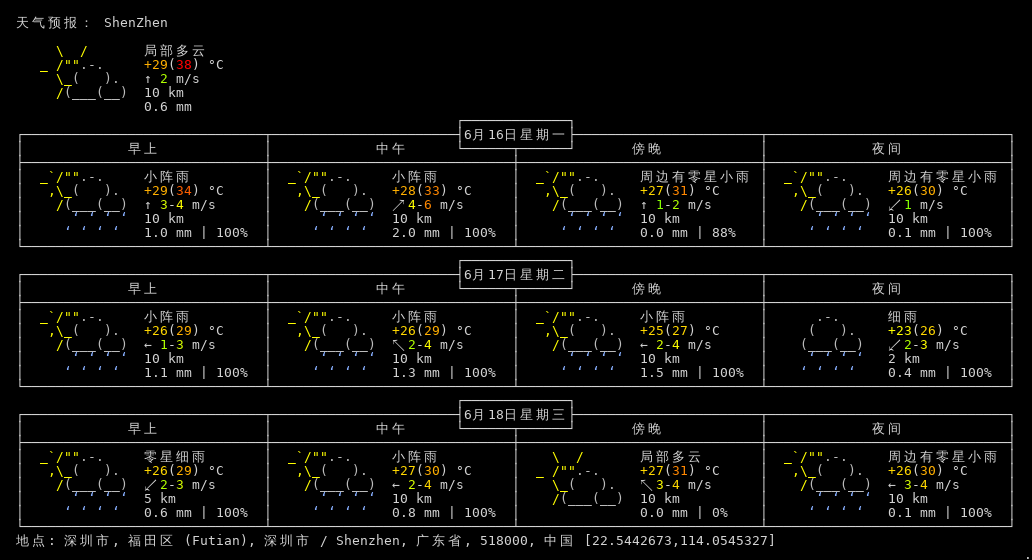 天气预报： ShenZhen
局部多云
+29(38) °C
↑ 2 m/s
10 km
0.6 mm
6月16日星期一
早上 中午 傍晚 夜间
小阵雨 小阵雨 周边有零星小雨 周边有零星小雨
+29(34) °C +28(33) °C +27(31) °C +26(30) °C
↑ 3-4 m/s ↗ 4-6 m/s ↑ 1-2 m/s ↙ 1 m/s
10 km 10 km 10 km 10 km
1.0 mm | 100% 2.0 mm | 100% 0.0 mm | 88% 0.1 mm | 100%
6月17日星期二
早上 中午 傍晚 夜间
小阵雨 小阵雨 小阵雨 细雨
+26(29) °C +26(29) °C +25(27) °C +23(26) °C
← 1-3 m/s ↖ 2-4 m/s ← 2-4 m/s ↙ 2-3 m/s
10 km 10 km 10 km 2 km
1.1 mm | 100% 1.3 mm | 100% 1.5 mm | 100% 0.4 mm | 100%
6月18日星期三
早上 中午 傍晚 夜间
零星细雨 小阵雨 局部多云 周边有零星小雨
+26(29) °C +27(30) °C +27(31) °C +26(30) °C
↙ 2-3 m/s ← 2-4 m/s ↖ 3-4 m/s ← 3-4 m/s
5 km 10 km 10 km 10 km
0.6 mm | 100% 0.8 mm | 100% 0.0 mm | 0% 0.1 mm | 100%
地点: 深圳市, 福田区 (Futian), 深圳市 / Shenzhen, 广东省, 518000, 中国 [22.5442673,114.0545327]